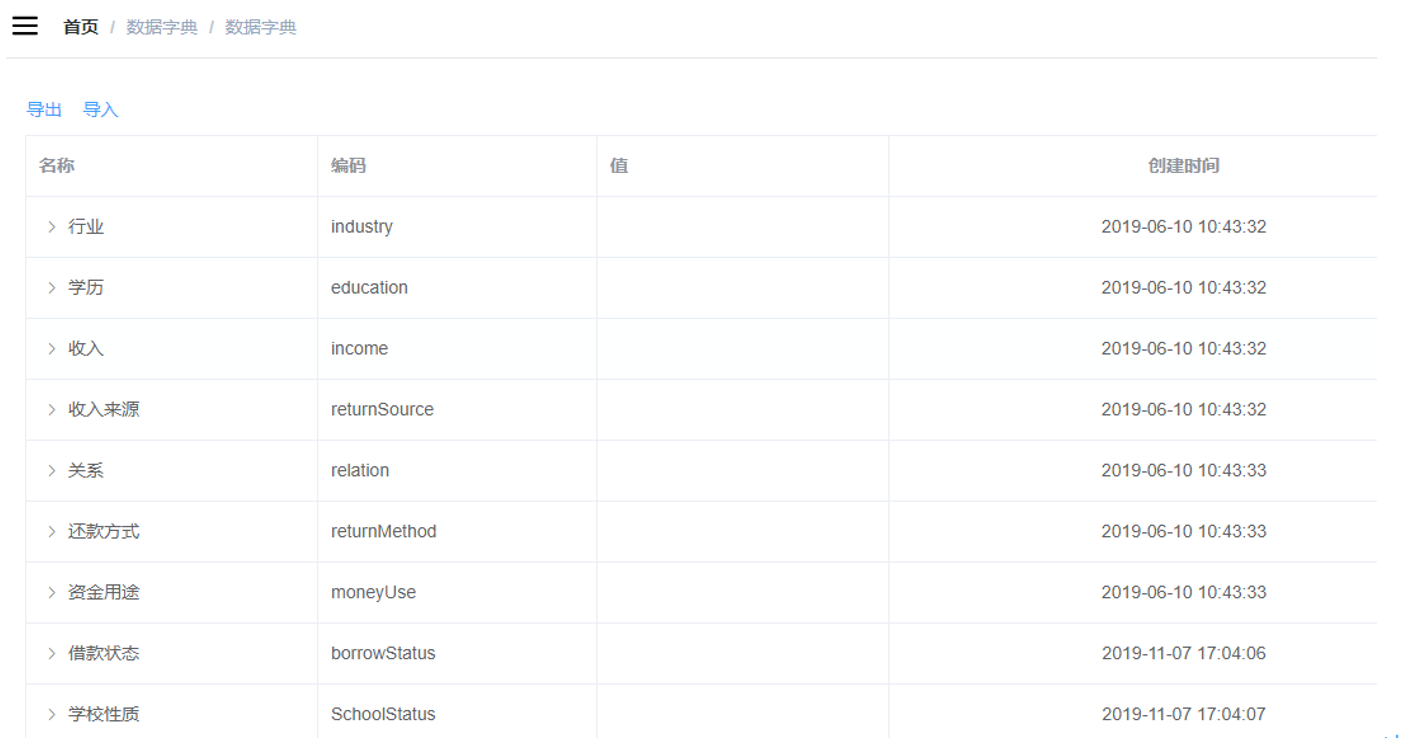 首页 / 数据字典 / 数据字典
导出 导入
名称 编码 值 创建时间
行业 industry 2019-06-10 10:43:32
学历 education 2019-06-10 10:43:32
收入 income 2019-06-10 10:43:32
收入来源 returnSource 2019-06-10 10:43:32
关系 relation 2019-06-10 10:43:33
还款方式 returnMethod 2019-06-10 10:43:33
资金用途 moneyUse 2019-06-10 10:43:33
借款状态 borrowStatus 2019-11-07 17:04:06
学校性质 SchoolStatus 2019-11-07 17:04:07